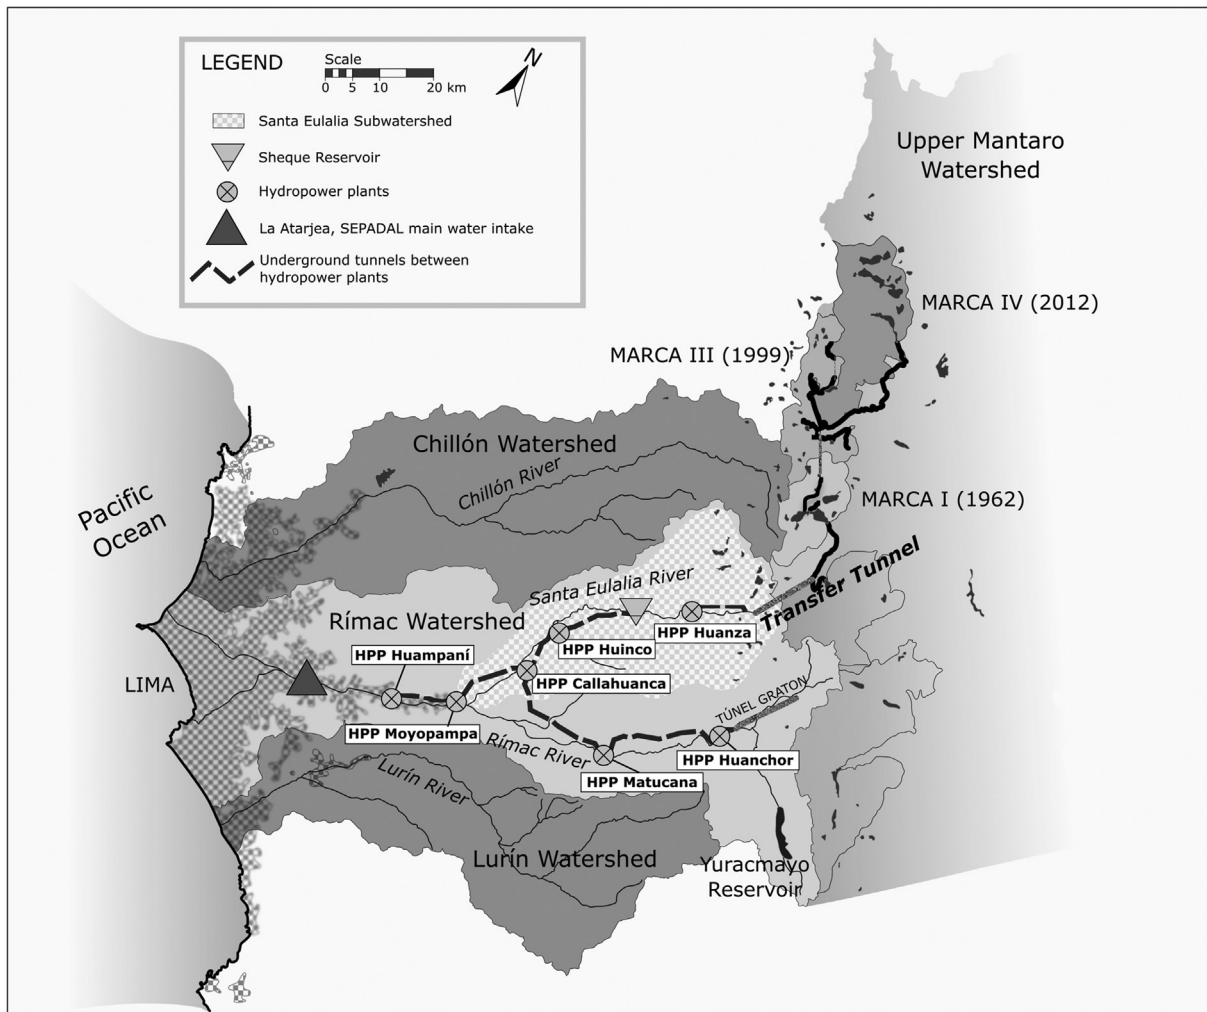 LEGEND
Scale
0 5 10 20 km
N
Santa Eulalia Subwatershed
Sheque Reservoir
Hydropower plants
La Atarjea, SEPADAL main water intake
Underground tunnels between
hydropower plants
Upper Mantaro
Watershed
MARCA IV (2012)
MARCA III (1999)
Chillón Watershed
Chillón River
MARCA I (1962)
Pacific
Ocean
Transfer Tunnel
Santa Eulalia River
Rímac Watershed
HPP Huanza
HPP Huinco
HPP Huampaní
LIMA
HPP Callahuanca
TÚNEL GRATON
HPP Moyopampa
Rímac River
HPP Huanchor
HPP Matucana
Lurín River
Lurín Watershed
Yuracmayo
Reservoir